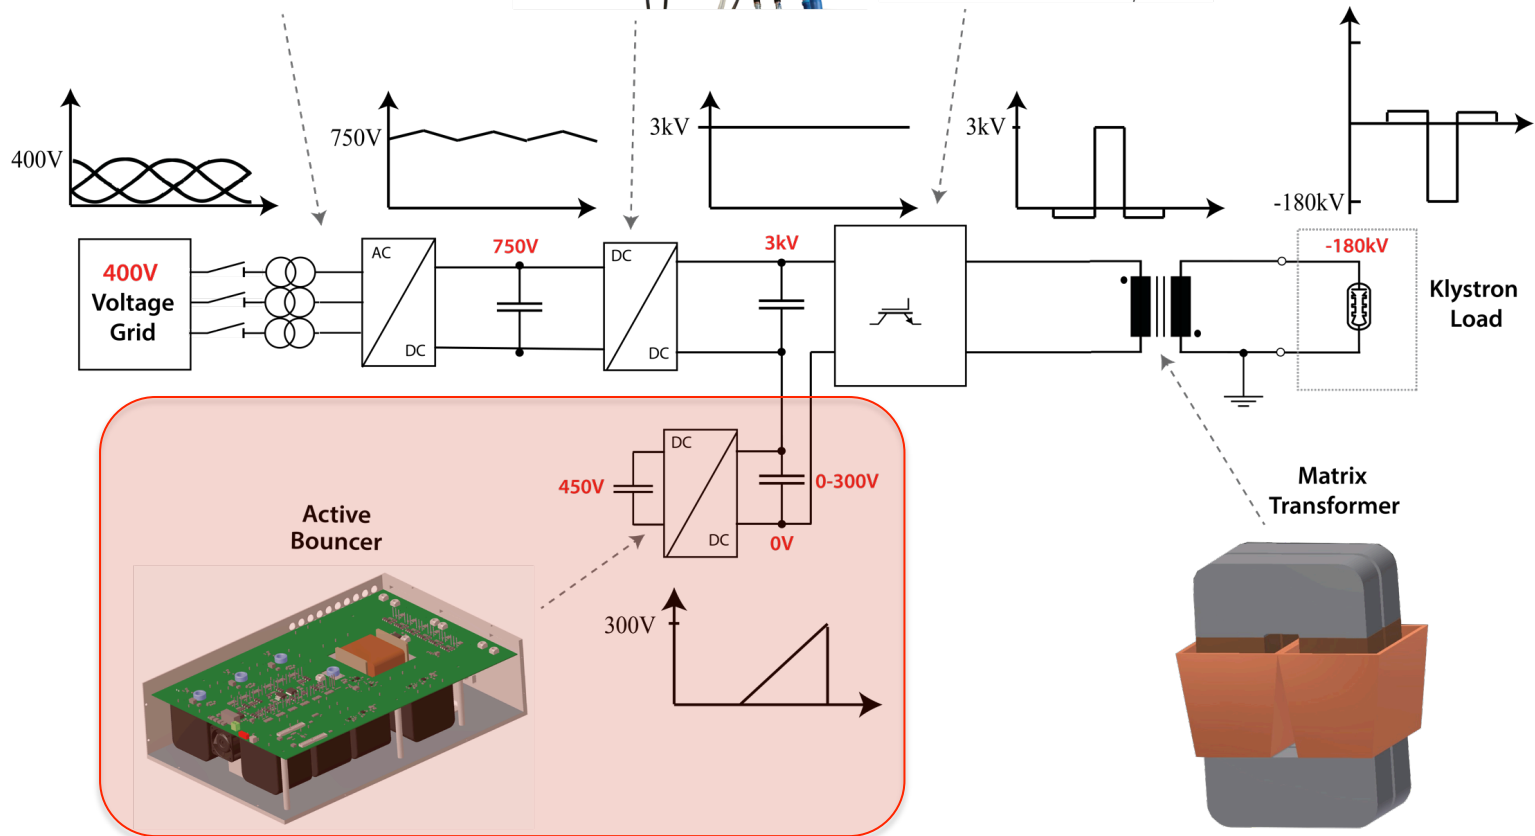 400V
750V
3kV
3kV
-180kV
400V
Voltage
Grid
AC
DC
750V
DC
DC
3kV
-180kV
Klystron
Load
450V
DC
DC
0-300V
0V
Active
Bouncer
300V
Matrix
Transformer